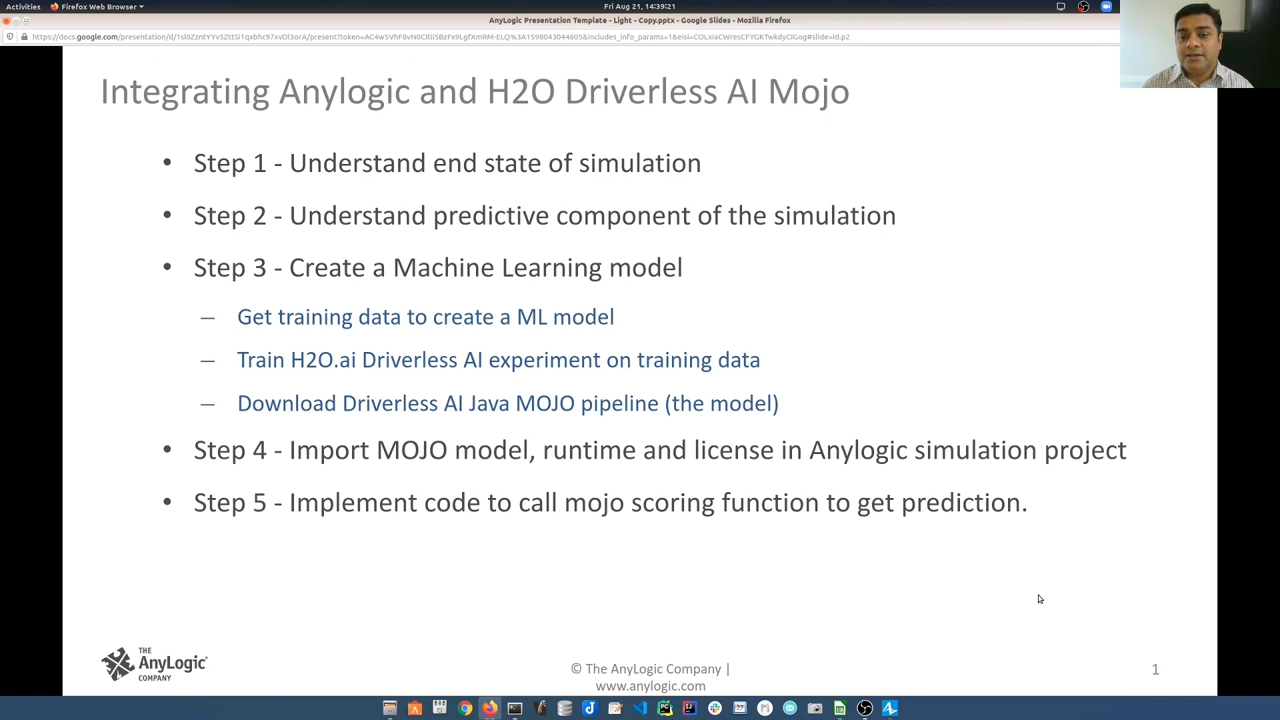 Activities
Firefox Web Browser
Fri Aug 21, 14:39:21
AnyLogic Presentation Template - Light - Copy.pptx - Google Slides - Mozilla Firefox
Integrating Anylogic and H2O Driverless AI Mojo
• Step 1 - Understand end state of simulation
• Step 2 - Understand predictive component of the simulation
• Step 3 - Create a Machine Learning model
– Get training data to create a ML model
– Train H2O.ai Driverless AI experiment on training data
– Download Driverless AI Java MOJO pipeline (the model)
• Step 4 - Import MOJO model, runtime and license in Anylogic simulation project
• Step 5 - Implement code to call mojo scoring function to get prediction.
THE
AnyLogic
COMPANY
© The AnyLogic Company |
www.anylogic.com
1